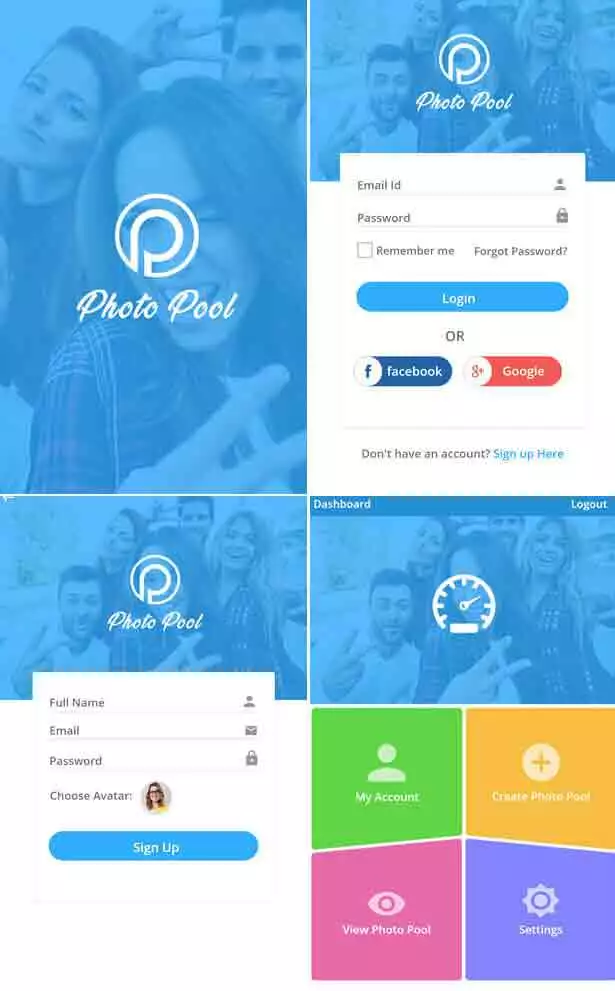 Photo Pool
Photo Pool
Email Id
Password
Remember me Forgot Password?
Login
OR
facebook Google
Don't have an account? Sign up Here
Photo Pool
Full Name
Email
Password
Choose Avatar:
Sign Up
Dashboard Logout
My Account Create Photo Pool
View Photo Pool Settings